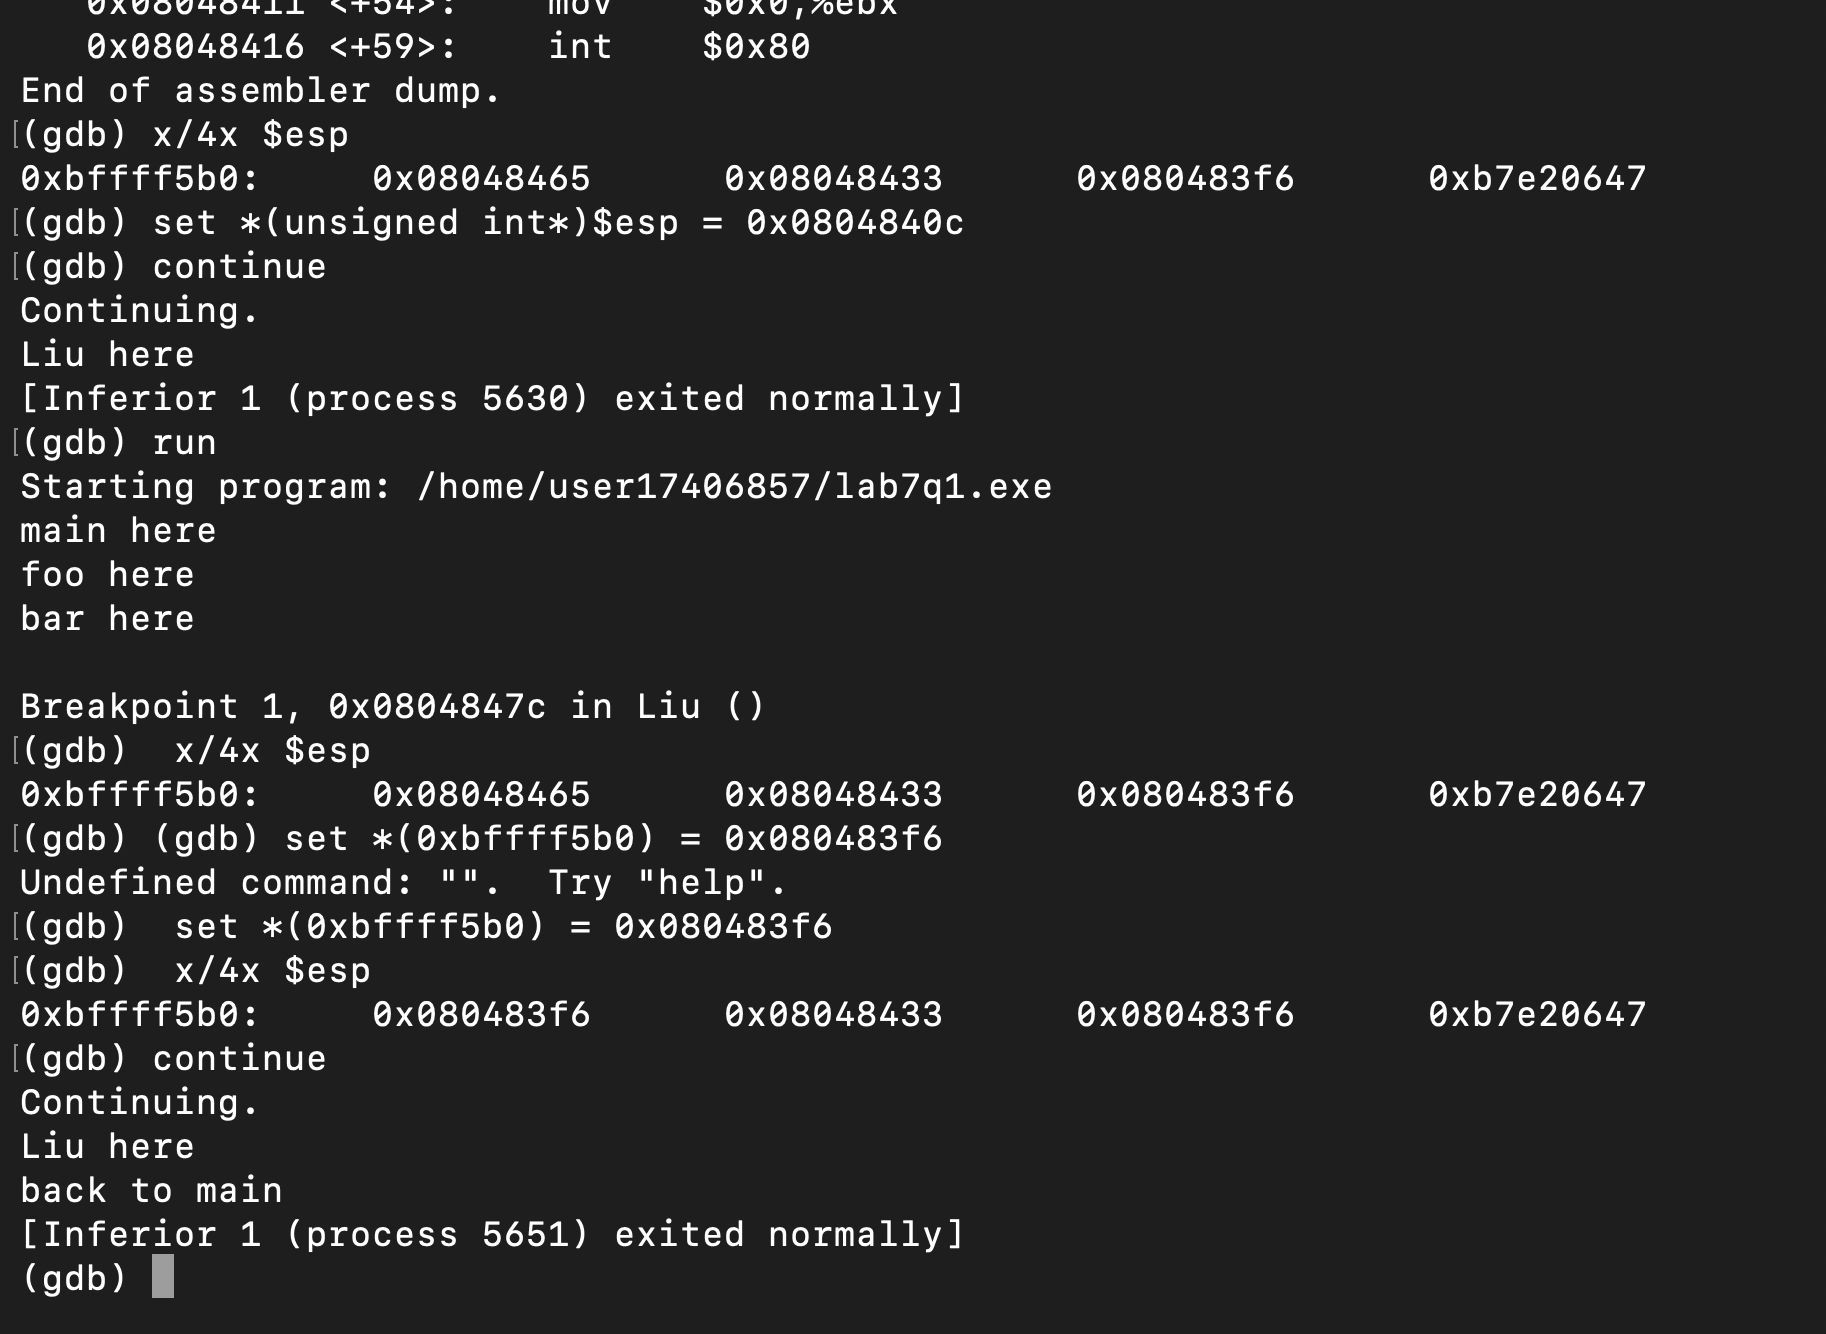 0x08048411 <+54>: mov $0x0,%ebx
0x08048416 <+59>: int $0x80
End of assembler dump.
[(gdb) x/4x $esp
0xbffff5b0: 0x08048465 0x08048433 0x080483f6 0xb7e20647
[(gdb) set *(unsigned int*)$esp = 0x0804840c
[(gdb) continue
Continuing.
Liu here
[Inferior 1 (process 5630) exited normally]
[(gdb) run
Starting program: /home/user17406857/lab7q1.exe
main here
foo here
bar here
Breakpoint 1, 0x0804847c in Liu ()
[(gdb)  x/4x $esp
0xbffff5b0: 0x08048465 0x08048433 0x080483f6 0xb7e20647
[(gdb) (gdb) set *(0xbffff5b0) = 0x080483f6
Undefined command: "".  Try "help".
[(gdb)  set *(0xbffff5b0) = 0x080483f6
[(gdb)  x/4x $esp
0xbffff5b0: 0x080483f6 0x08048433 0x080483f6 0xb7e20647
[(gdb) continue
Continuing.
Liu here
back to main
[Inferior 1 (process 5651) exited normally]
(gdb)